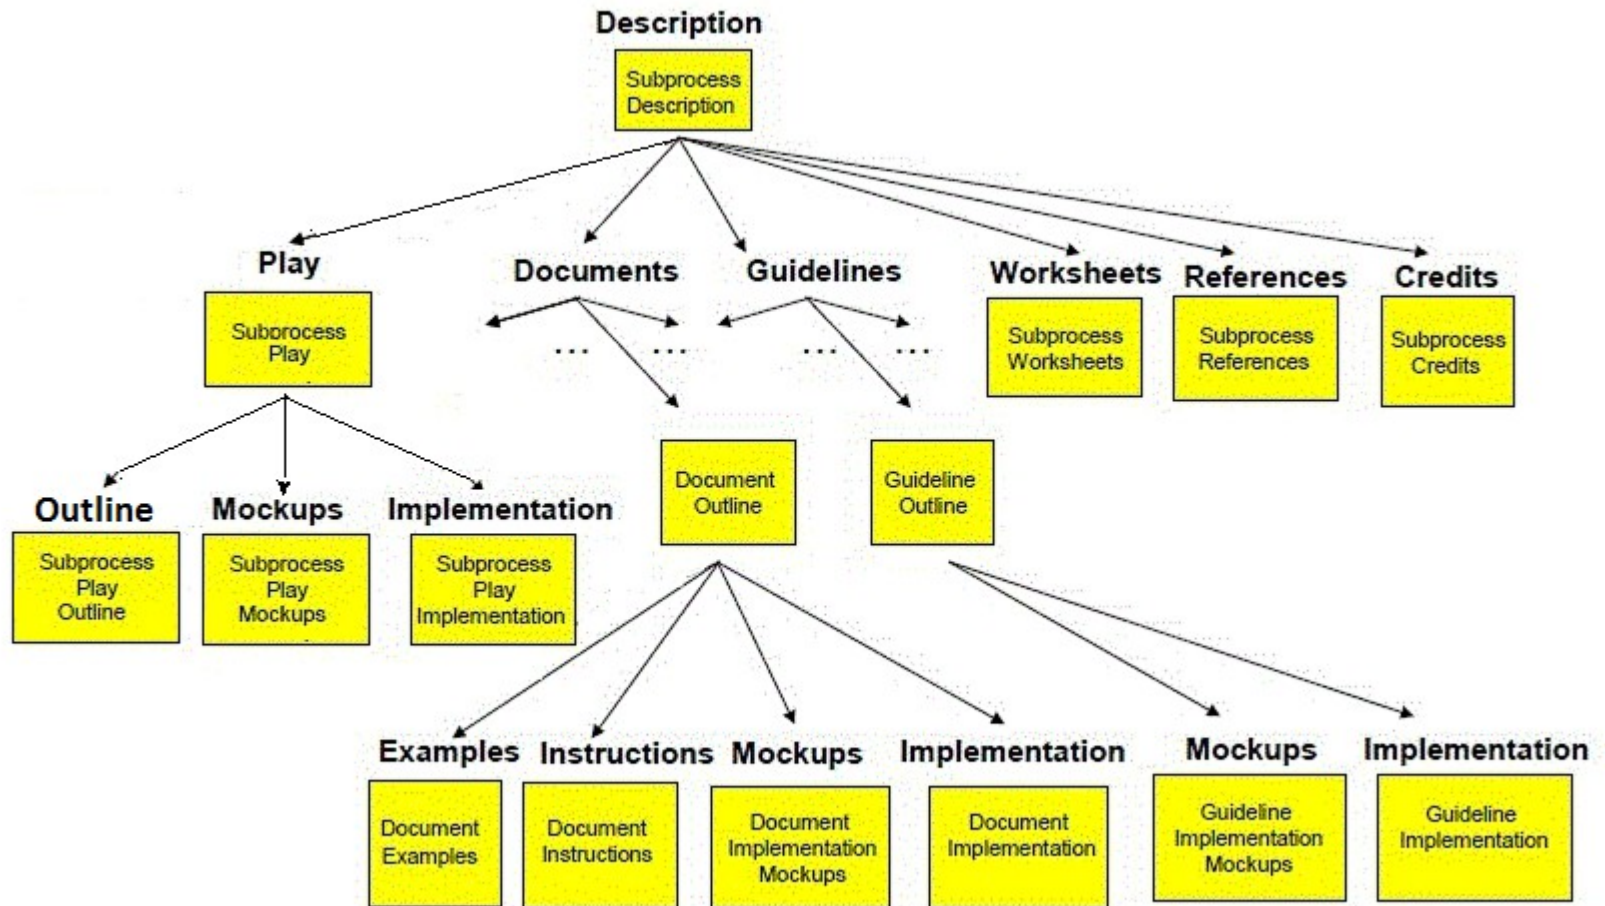 Description
Subprocess
Description
Play
Documents
Guidelines
Worksheets
References
Credits
Subprocess
Play
Subprocess
Worksheets
Subprocess
References
Subprocess
Credits
...
...
...
...
Document
Outline
Guideline
Outline
Outline
Mockups
Implementation
Subprocess
Play
Outline
Subprocess
Play
Mockups
Subprocess
Play
Implementation
Examples
Instructions
Mockups
Implementation
Mockups
Implementation
Document
Examples
Document
Instructions
Document
Implementation
Mockups
Document
Implementation
Guideline
Implementation
Mockups
Guideline
Implementation